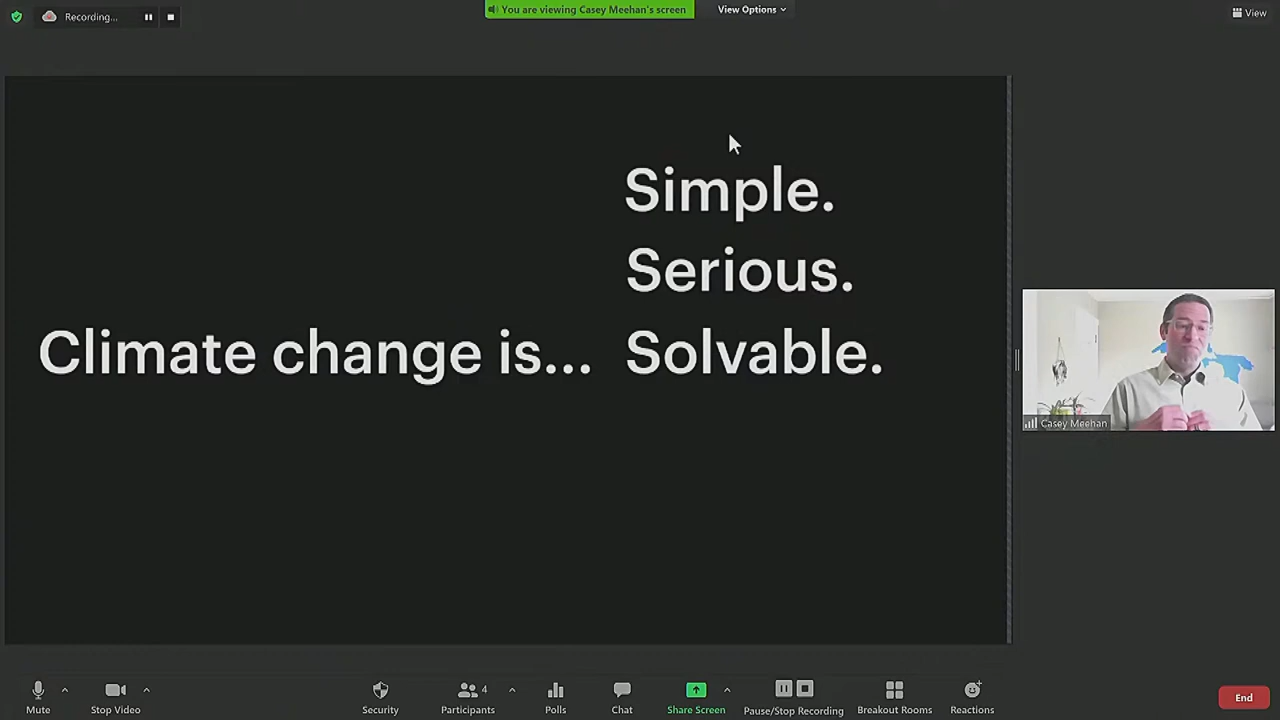 Recording...
You are viewing Casey Meehan's screen
View Options
View
Simple.
Serious.
Climate change is... Solvable.
Casey Meehan
Mute
Stop Video
Security
4
Participants
Polls
Chat
Share Screen
Pause/Stop Recording
Breakout Rooms
Reactions
End